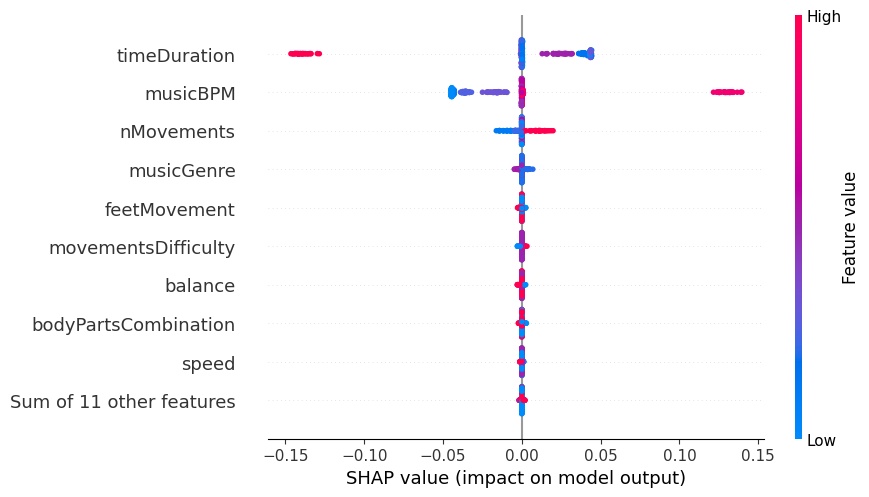 High
timeDuration
musicBPM
nMovements
musicGenre
feetMovement
movementsDifficulty
balance
bodyPartsCombination
speed
Sum of 11 other features
Feature value
Low
−0.15 −0.10 −0.05 0.00 0.05 0.10 0.15
SHAP value (impact on model output)